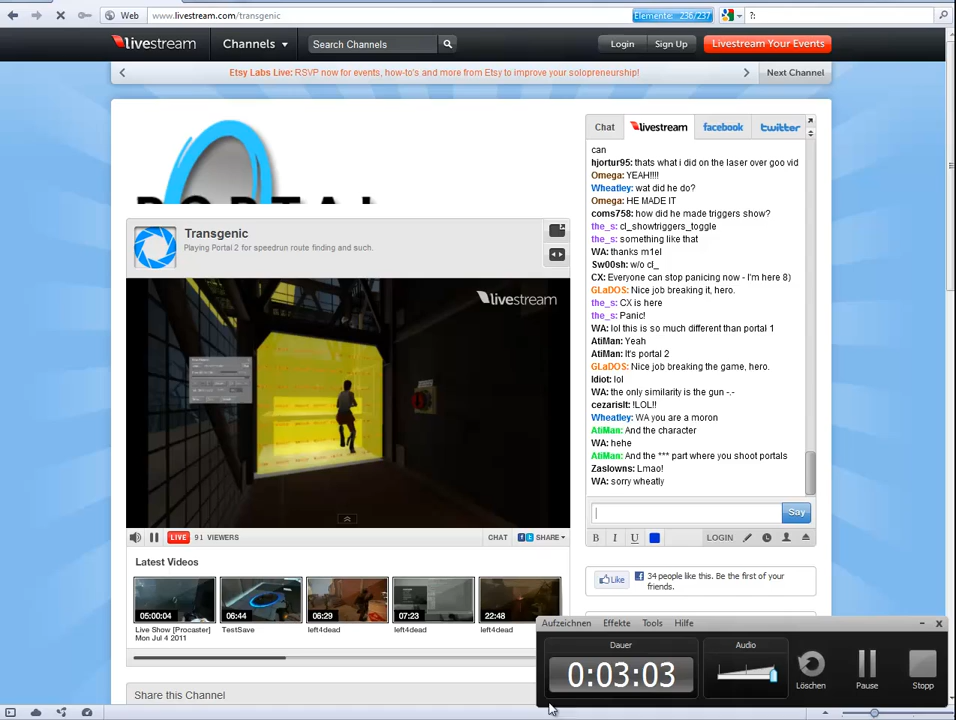 Web
www.livestream.com/transgenic
Elemente: 236/237
?:
livestream
Channels
Search Channels
Login
Sign Up
Livestream Your Events
Etsy Labs Live: RSVP now for events, how-to's and more from Etsy to improve your solopreneurship!
Next Channel
PORTAL
Transgenic
Playing Portal 2 for speedrun route finding and such.
livestream
LIVE
91 VIEWERS
CHAT
SHARE
Latest Videos
05:00:04
06:44
06:29
07:23
22:48
Live Show [Procaster]
Mon Jul 4 2011
TestSave
left4dead
left4dead
left4dead
Share this Channel
Chat
livestream
facebook
twitter
can
hjortur95: thats what i did on the laser over goo vid
Omega: YEAH!!!!
Wheatley: wat did he do?
Omega: HE MADE IT
coms758: how did he made triggers show?
the_s: cl_showtriggers_toggle
the_s: something like that
WA: thanks m1el
Sw00sh: w/o cl_
CX: Everyone can stop panicing now - I'm here 8)
GLaDOS: Nice job breaking it, hero.
the_s: CX is here
the_s: Panic!
WA: lol this is so much different than portal 1
AtiMan: Yeah
AtiMan: It's portal 2
GLaDOS: Nice job breaking the game, hero.
Idiot: lol
WA: the only similarity is the gun -.-
cezarislt: !LOL!!
Wheatley: WA you are a moron
AtiMan: And the character
WA: hehe
AtiMan: And the *** part where you shoot portals
Zaslowns: Lmao!
WA: sorry wheatly
Say
B
I
U
LOGIN
Like
34 people like this. Be the first of your
friends.
Aufzeichnen
Effekte
Tools
Hilfe
Dauer
0:03:03
Audio
Löschen
Pause
Stopp